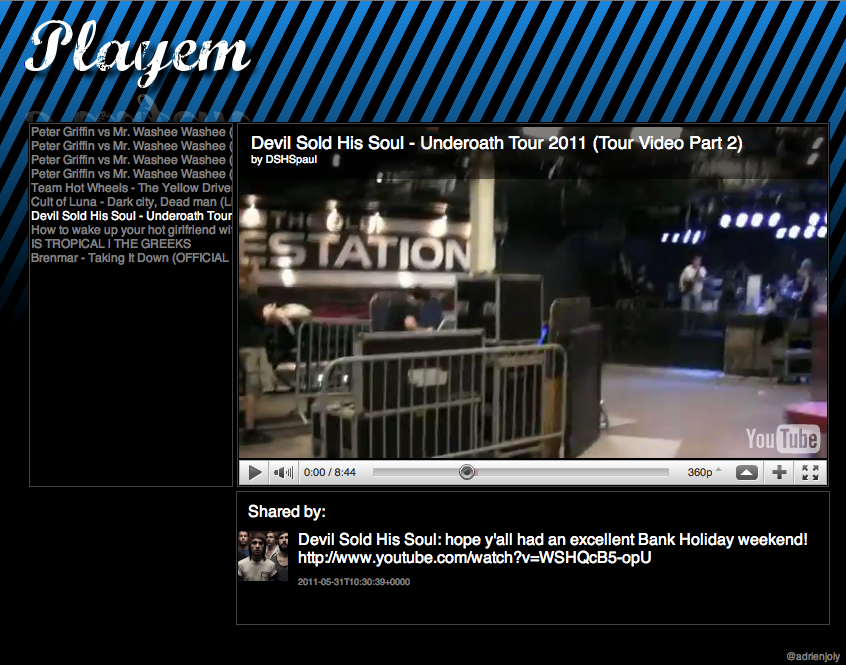 Playem
Peter Griffin vs Mr. Washee Washee (
Peter Griffin vs Mr. Washee Washee (
Peter Griffin vs Mr. Washee Washee (
Peter Griffin vs Mr. Washee Washee (
Team Hot Wheels - The Yellow Driver
Cult of Luna - Dark city, Dead man (Li
Devil Sold His Soul - Underoath Tour
How to wake up your hot girlfriend wit
IS TROPICAL | THE GREEKS
Brenmar - Taking It Down (OFFICIAL
Devil Sold His Soul - Underoath Tour 2011 (Tour Video Part 2)
by DSHSpaul
THE
ESTATION
YouTube
0:00 / 8:44
360p
Shared by:
Devil Sold His Soul: hope y'all had an excellent Bank Holiday weekend!
http://www.youtube.com/watch?v=WSHQcB5-opU
2011-05-31T10:30:39+0000
@adrienjoly